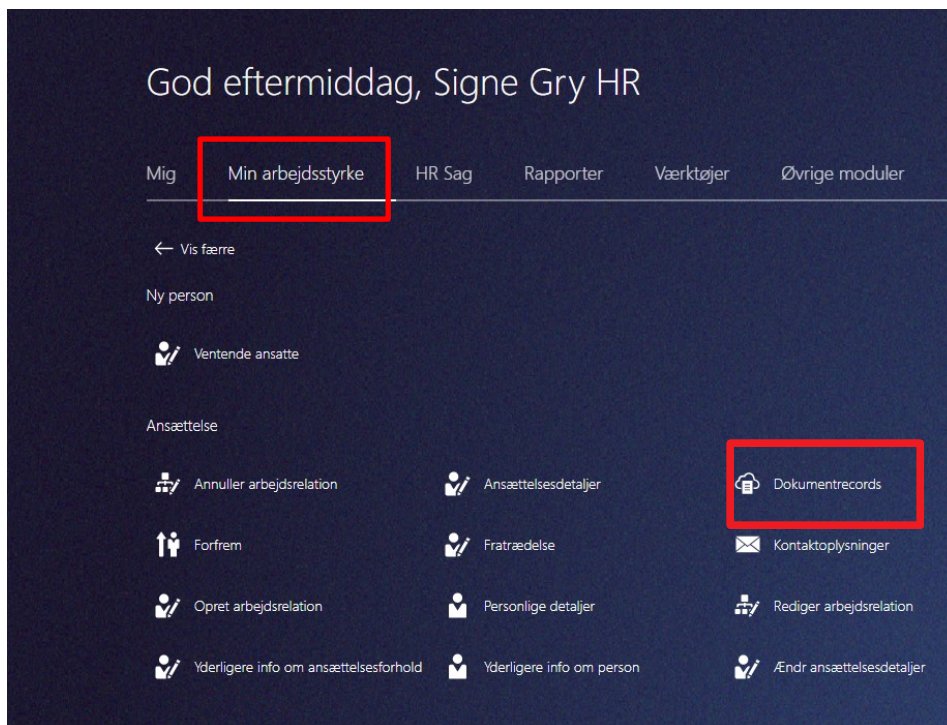 God eftermiddag, Signe Gry HR
Mig Min arbejdsstyrke HR Sag Rapporter Værktøjer Øvrige moduler
Vis færre
Ny person
Ventende ansatte
Ansættelse
Annuller arbejdsrelation Ansættelsesdetaljer Dokumentrecords
Forfrem Fratrædelse Kontaktoplysninger
Opret arbejdsrelation Personlige detaljer Rediger arbejdsrelation
Yderligere info om ansættelsesforhold Yderligere info om person Ændr ansættelsesdetaljer